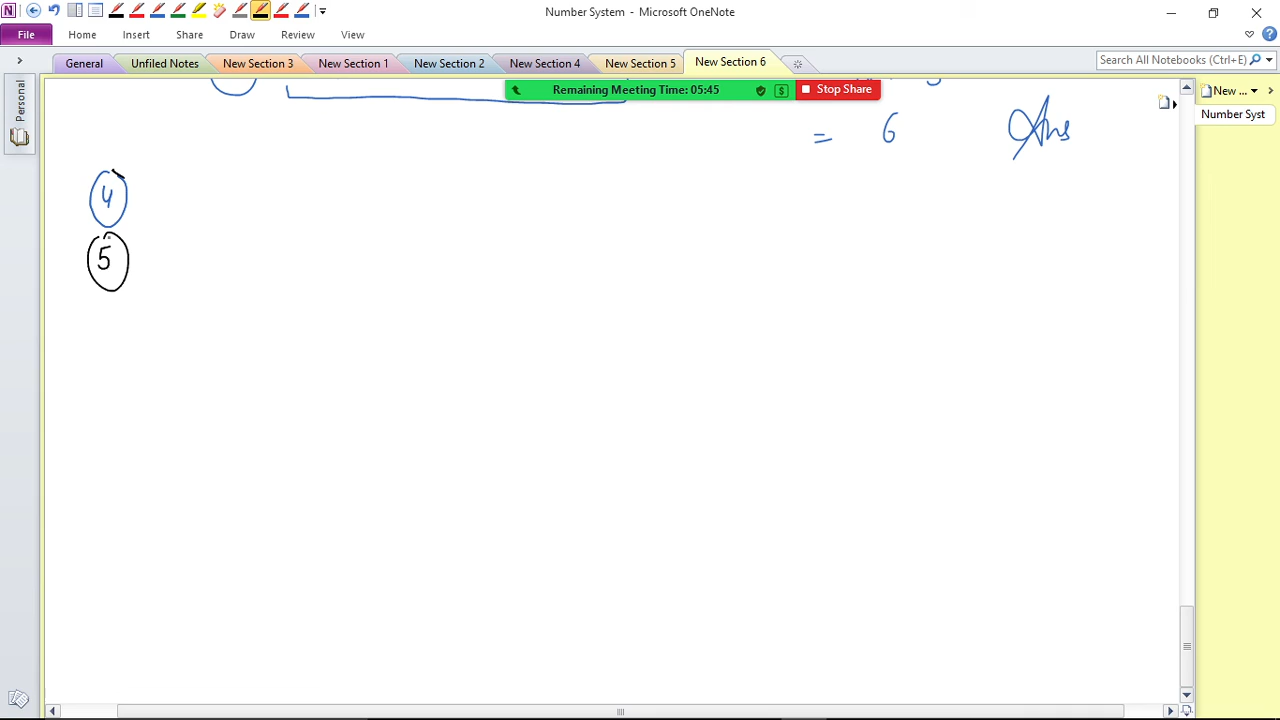 Number System - Microsoft OneNote
File Home Insert Share Draw Review View
General Unfiled Notes New Section 3 New Section 1 New Section 2 New Section 4 New Section 5 New Section 6
Search All Notebooks (Ctrl+E)
Personal
Remaining Meeting Time: 05:45 Stop Share
New ...
Number Syst
= 6 Ans
4
5